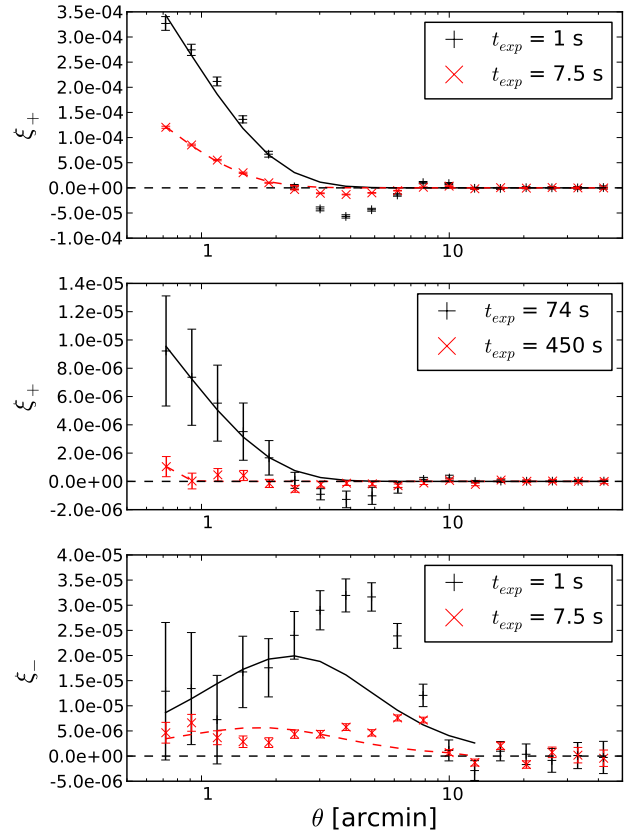 3.5e-04
3.0e-04
2.5e-04
2.0e-04
1.5e-04
1.0e-04
5.0e-05
0.0e+00
-5.0e-05
-1.0e-04
ξ+
t_exp = 1 s
t_exp = 7.5 s
1 10
1.4e-05
1.2e-05
1.0e-05
8.0e-06
6.0e-06
4.0e-06
2.0e-06
0.0e+00
-2.0e-06
ξ+
t_exp = 74 s
t_exp = 450 s
1 10
4.0e-05
3.5e-05
3.0e-05
2.5e-05
2.0e-05
1.5e-05
1.0e-05
5.0e-06
0.0e+00
-5.0e-06
ξ−
t_exp = 1 s
t_exp = 7.5 s
1 10
θ [arcmin]